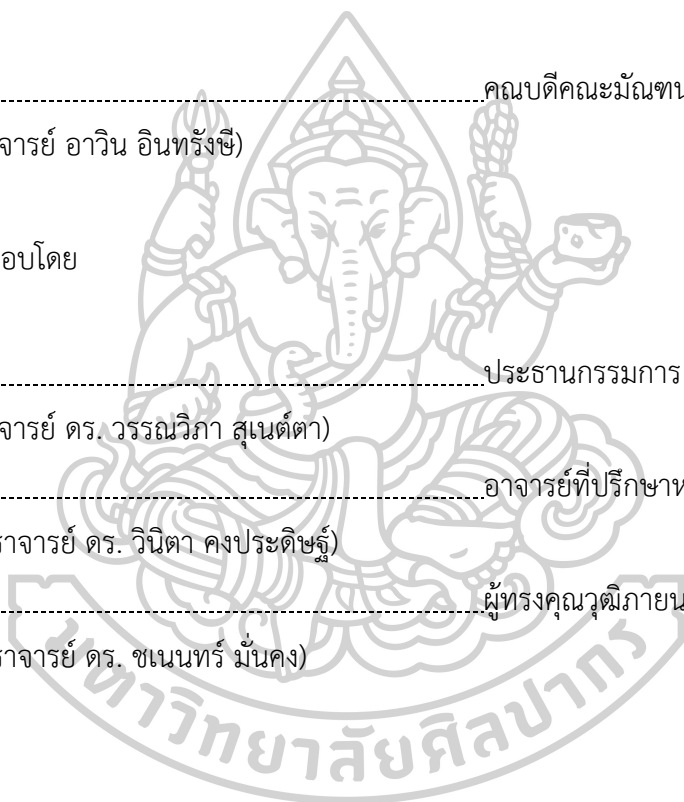 คณบดีคณะมัณฑน
จารย์ อาวิน อินทรังษี)
อบโดย
ประธานกรรมการ
จารย์ ดร. วรรณวิภา สุเนต์ตา)
อาจารย์ที่ปรึกษาห
าจารย์ ดร. วินิตา คงประดิษฐ์)
ผู้ทรงคุณวุฒิภายน
าจารย์ ดร. ชเนนทร์ มั่นคง)
มหาวิทยาลัยศิลปากร